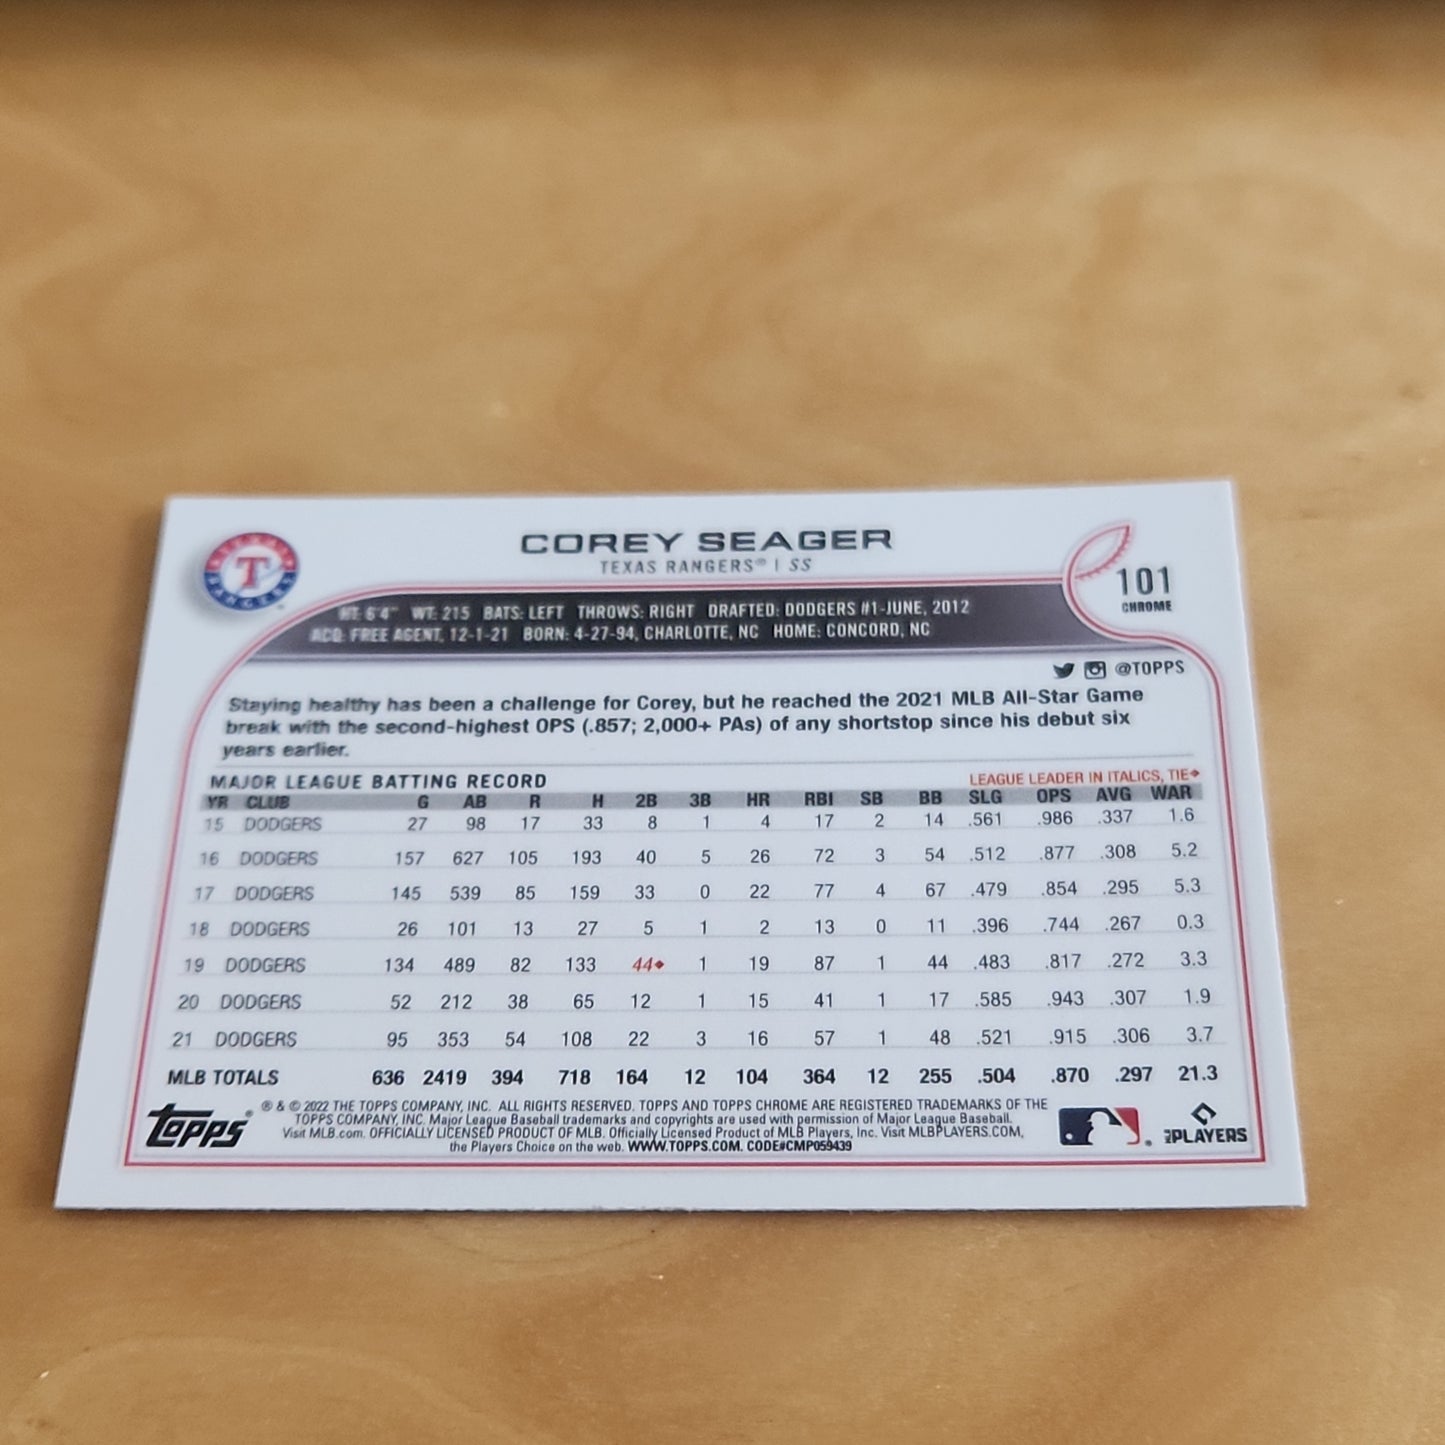 TEXAS RANGERS
T
COREY SEAGER
TEXAS RANGERS® | SS
101
CHROME
HT: 6'4" WT: 215 BATS: LEFT THROWS: RIGHT DRAFTED: DODGERS #1-JUNE, 2012
ACQ: FREE AGENT, 12-1-21 BORN: 4-27-94, CHARLOTTE, NC HOME: CONCORD, NC
@TOPPS
Staying healthy has been a challenge for Corey, but he reached the 2021 MLB All-Star Game
break with the second-highest OPS (.857; 2,000+ PAs) of any shortstop since his debut six
years earlier.
MAJOR LEAGUE BATTING RECORD LEAGUE LEADER IN ITALICS, TIE◆
YR CLUB G AB R H 2B 3B HR RBI SB BB SLG OPS AVG WAR
15 DODGERS 27 98 17 33 8 1 4 17 2 14 .561 .986 .337 1.6
16 DODGERS 157 627 105 193 40 5 26 72 3 54 .512 .877 .308 5.2
17 DODGERS 145 539 85 159 33 0 22 77 4 67 .479 .854 .295 5.3
18 DODGERS 26 101 13 27 5 1 2 13 0 11 .396 .744 .267 0.3
19 DODGERS 134 489 82 133 44◆ 1 19 87 1 44 .483 .817 .272 3.3
20 DODGERS 52 212 38 65 12 1 15 41 1 17 .585 .943 .307 1.9
21 DODGERS 95 353 54 108 22 3 16 57 1 48 .521 .915 .306 3.7
MLB TOTALS 636 2419 394 718 164 12 104 364 12 255 .504 .870 .297 21.3
topps®
® & © 2022 THE TOPPS COMPANY, INC. ALL RIGHTS RESERVED. TOPPS AND TOPPS CHROME ARE REGISTERED TRADEMARKS OF THE
TOPPS COMPANY, INC. Major League Baseball trademarks and copyrights are used with permission of Major League Baseball.
Visit MLB.com. OFFICIALLY LICENSED PRODUCT OF MLB. Officially Licensed Product of MLB Players, Inc. Visit MLBPLAYERS.COM,
the Players Choice on the web. WWW.TOPPS.COM. CODE#CMP059439
MLB PLAYERS